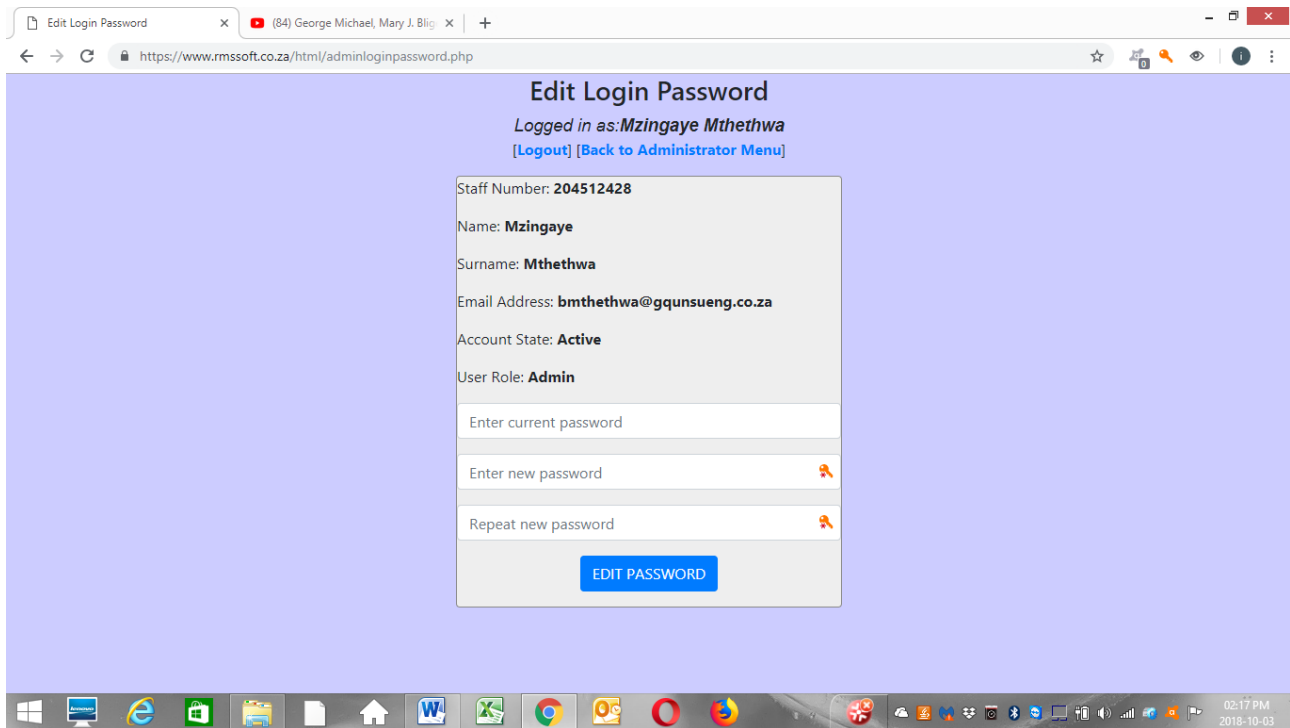 Edit Login Password
(84) George Michael, Mary J. Blig
https://www.rmssoft.co.za/html/adminloginpassword.php
0
i
Edit Login Password
Logged in as:Mzingaye Mthethwa
[Logout] [Back to Administrator Menu]
Staff Number: 204512428
Name: Mzingaye
Surname: Mthethwa
Email Address: bmthethwa@gqunsueng.co.za
Account State: Active
User Role: Admin
Enter current password
Enter new password
Repeat new password
EDIT PASSWORD
02:17 PM
2018-10-03